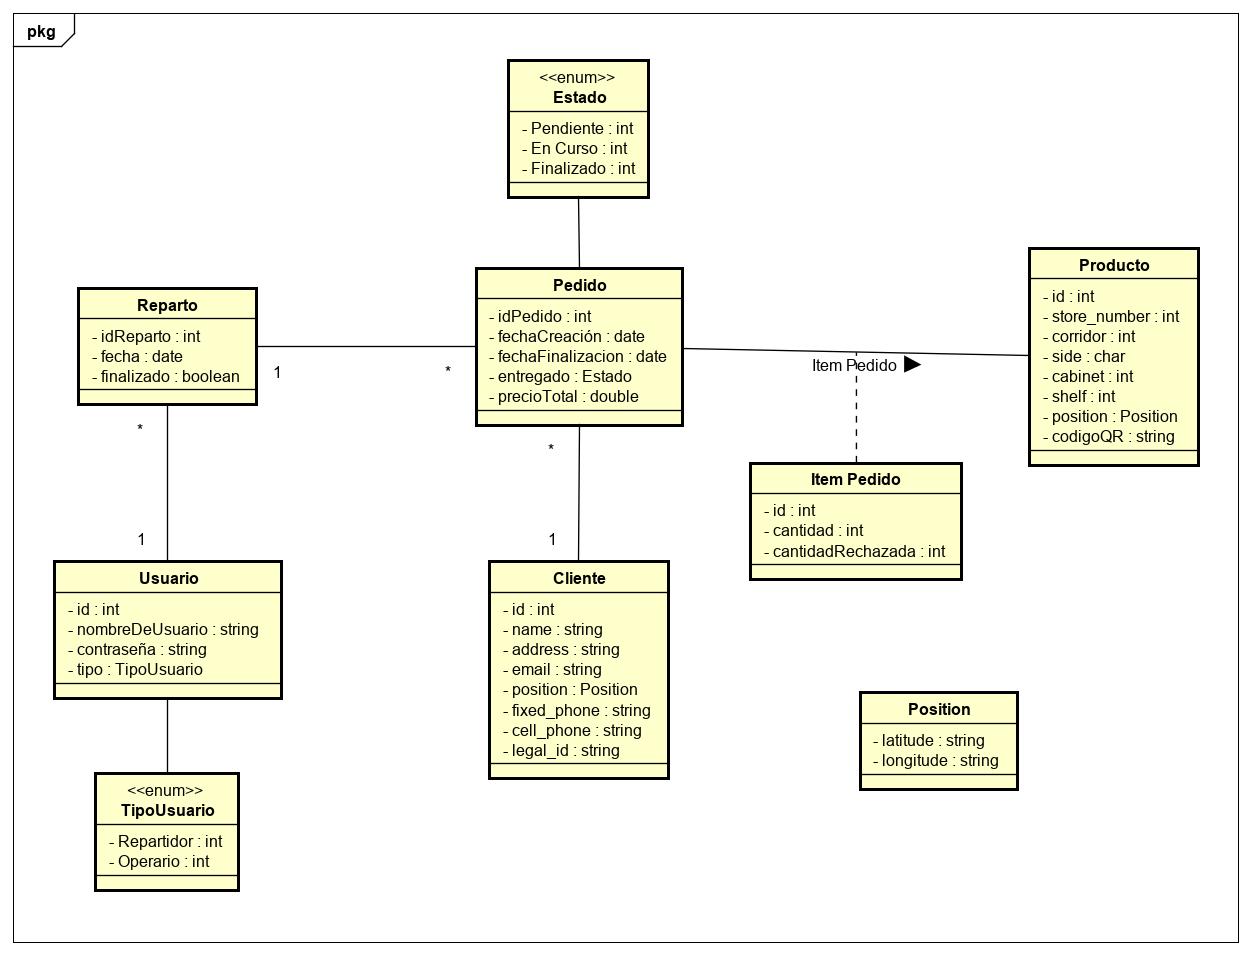 pkg
<<enum>>
Estado
- Pendiente : int
- En Curso : int
- Finalizado : int
Reparto
- idReparto : int
- fecha : date
- finalizado : boolean
1
*
Pedido
- idPedido : int
- fechaCreación : date
- fechaFinalizacion : date
- entregado : Estado
- precioTotal : double
Item Pedido
Producto
- id : int
- store_number : int
- corridor : int
- side : char
- cabinet : int
- shelf : int
- position : Position
- codigoQR : string
*
1
*
1
Item Pedido
- id : int
- cantidad : int
- cantidadRechazada : int
Usuario
- id : int
- nombreDeUsuario : string
- contraseña : string
- tipo : TipoUsuario
Cliente
- id : int
- name : string
- address : string
- email : string
- position : Position
- fixed_phone : string
- cell_phone : string
- legal_id : string
Position
- latitude : string
- longitude : string
<<enum>>
TipoUsuario
- Repartidor : int
- Operario : int